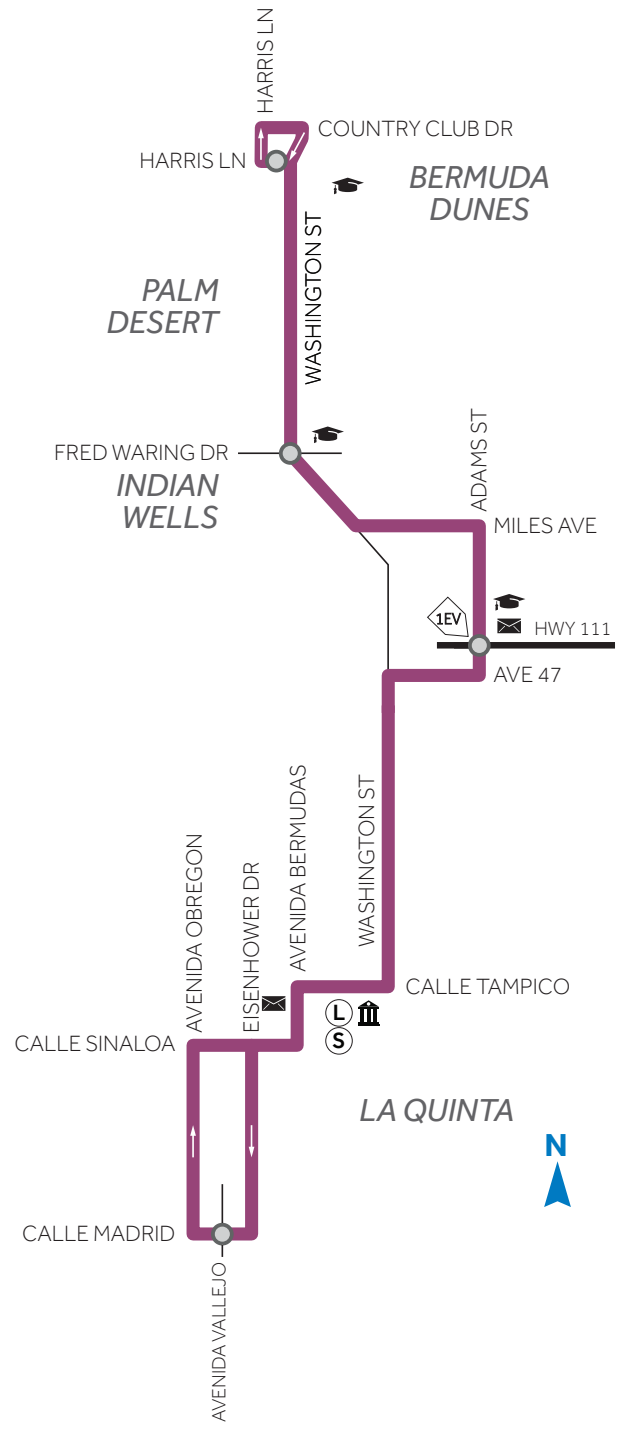 HARRIS LN
COUNTRY CLUB DR
HARRIS LN
BERMUDA
DUNES
WASHINGTON ST
PALM
DESERT
FRED WARING DR
ADAMS ST
INDIAN
WELLS
MILES AVE
1EV
HWY 111
AVE 47
AVENIDA OBREGON
EISENHOWER DR
AVENIDA BERMUDAS
WASHINGTON ST
CALLE TAMPICO
L
S
CALLE SINALOA
LA QUINTA
N
CALLE MADRID
AVENIDA VALLEJO